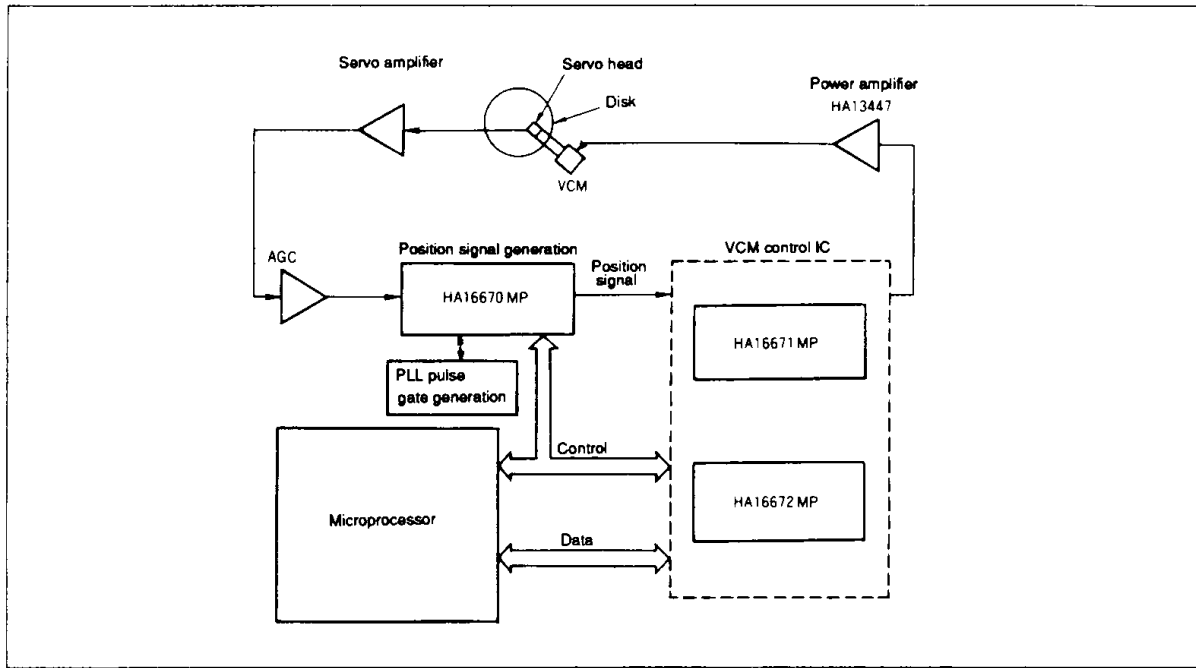 Servo amplifier
Servo head
Disk
Power amplifier
HA13447
VCM
AGC
Position signal generation
HA16670 MP
Position
signal
VCM control IC
HA16671 MP
PLL pulse
gate generation
Control
HA16672 MP
Microprocessor
Data